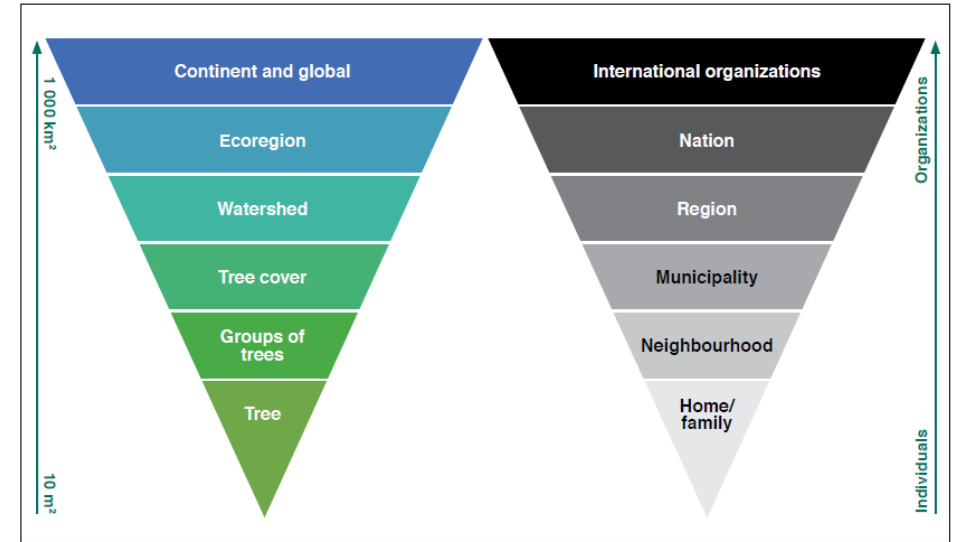 Continent and global
Ecoregion
Watershed
Tree cover
Groups of
trees
Tree
1 000 km²
10 m²
International organizations
Nation
Region
Municipality
Neighbourhood
Home/
family
Organizations
Individuals